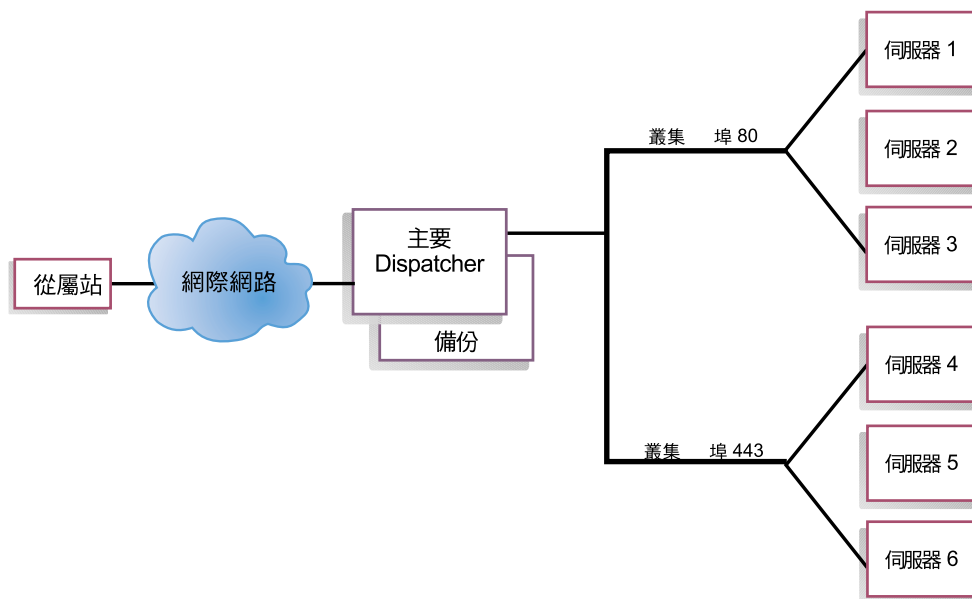 從屬站
網際網路
主要
Dispatcher
備份
叢集 埠 80
伺服器 1
伺服器 2
伺服器 3
叢集 埠 443
伺服器 4
伺服器 5
伺服器 6